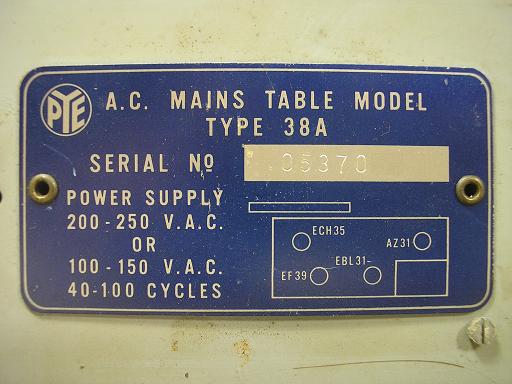 PYE
A.C. MAINS TABLE MODEL
TYPE 38A
SERIAL No 05370
POWER SUPPLY
200-250 V.A.C.
OR
100-150 V.A.C.
40-100 CYCLES
ECH35
AZ31
EBL31
EF39